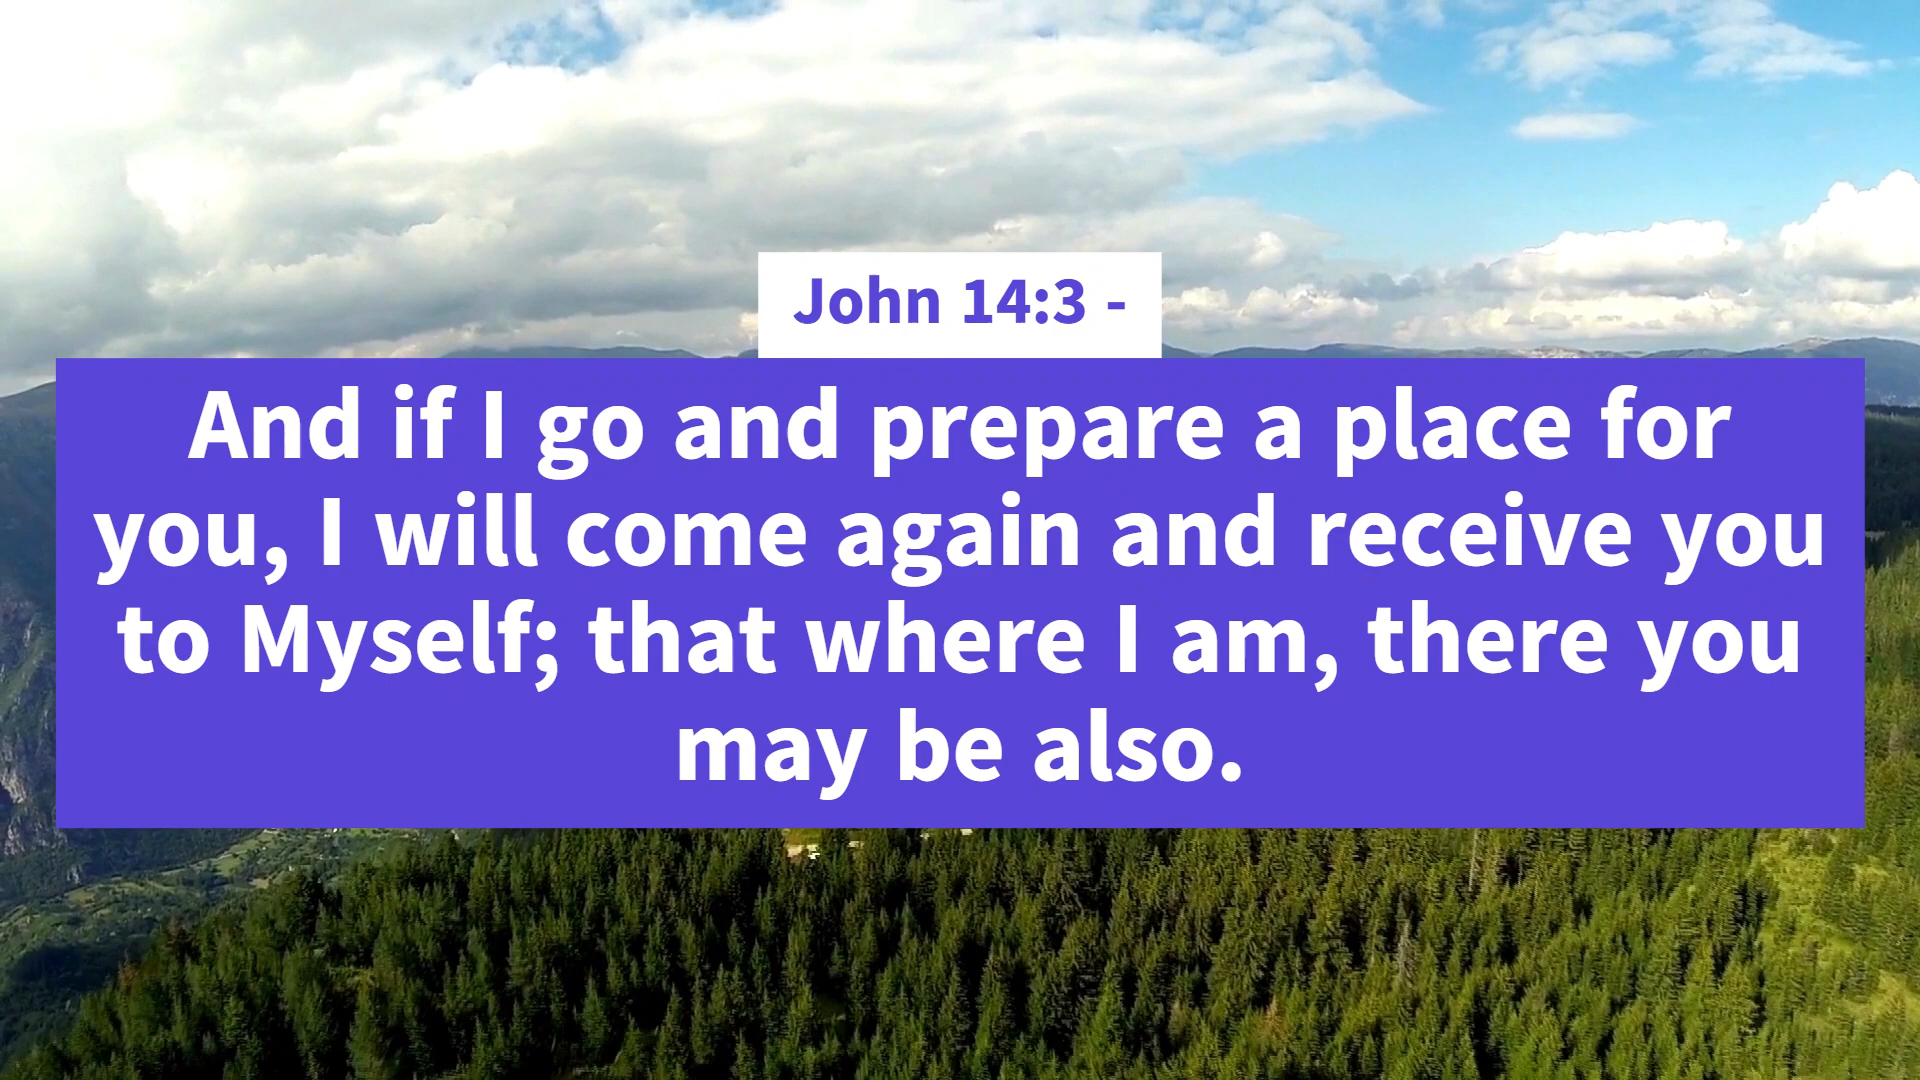 John 14:3 -
And if I go and prepare a place for
you, I will come again and receive you
to Myself; that where I am, there you
may be also.